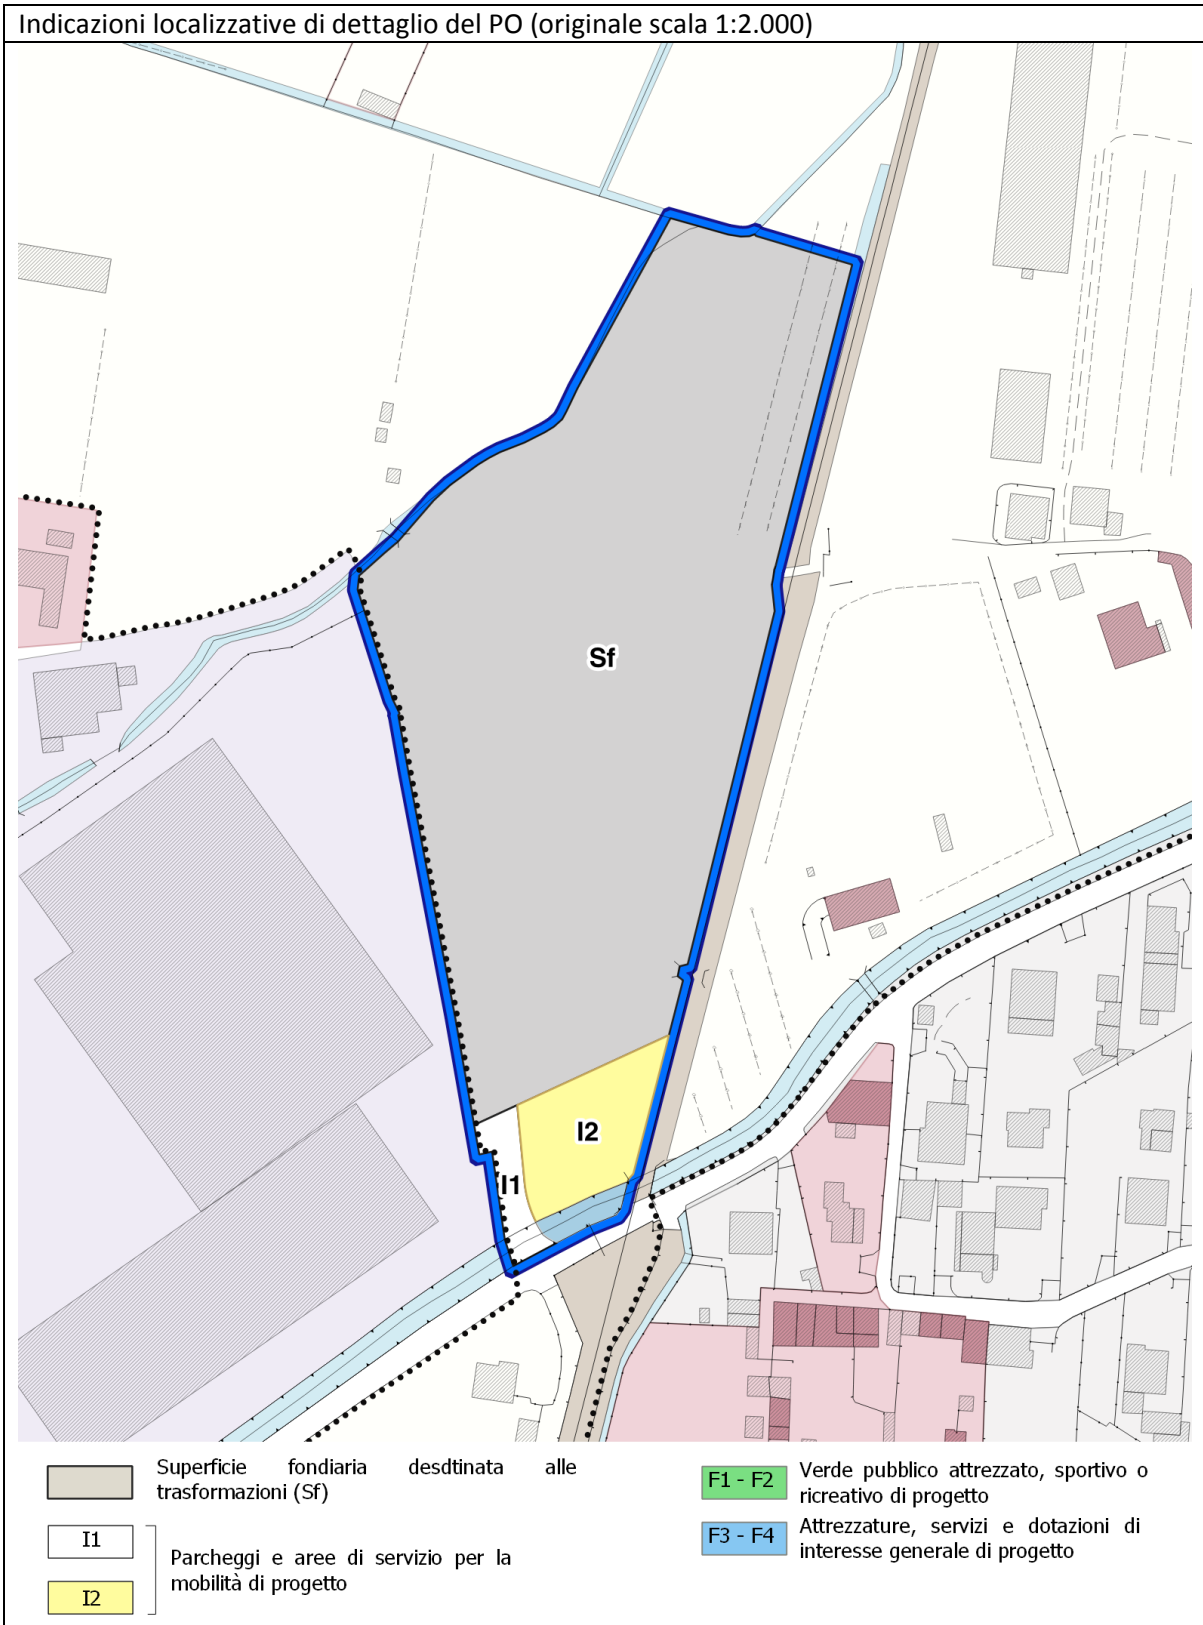 Indicazioni localizzative di dettaglio del PO (originale scala 1:2.000)
Sf
I2
I1
Superficie fondiaria desdtinata alle
trasformazioni (Sf)
I1
I2
Parcheggi e aree di servizio per la
mobilità di progetto
F1 - F2
Verde pubblico attrezzato, sportivo o
ricreativo di progetto
F3 - F4
Attrezzature, servizi e dotazioni di
interesse generale di progetto